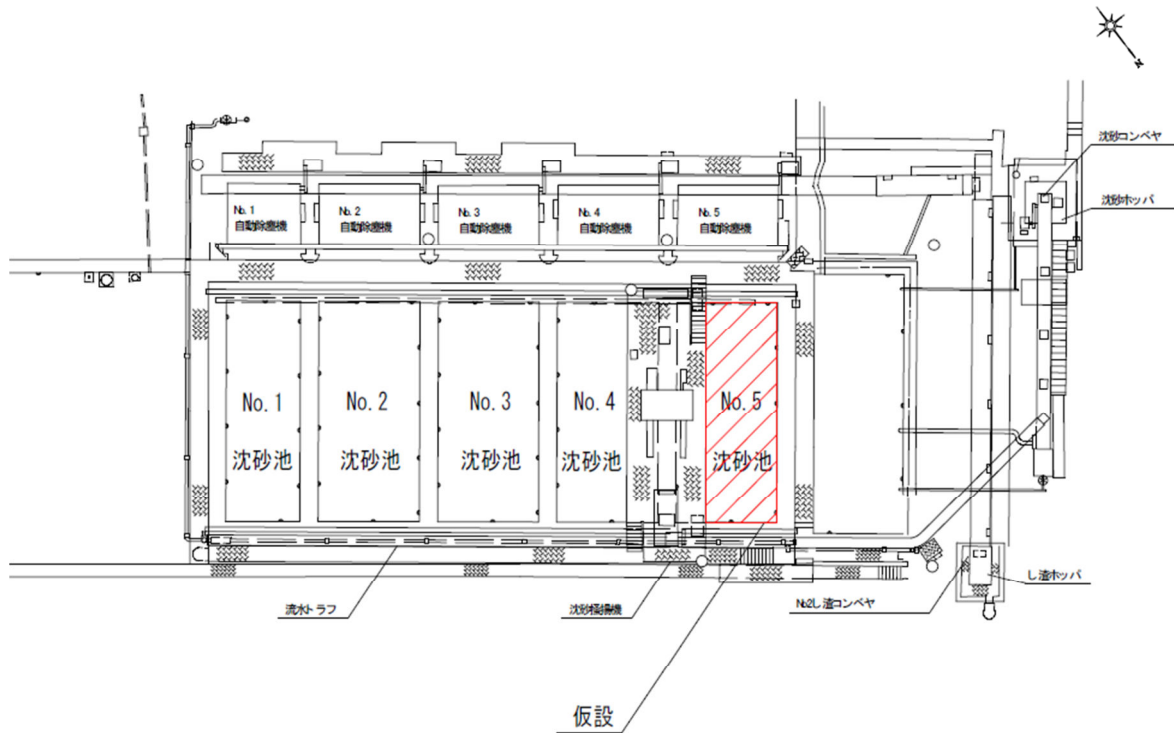 N
沈砂コンベヤ
沈砂ホッパ
No.1
自動除塵機
No.2
自動除塵機
No.3
自動除塵機
No.4
自動除塵機
No.5
自動除塵機
No.1
沈砂池
No.2
沈砂池
No.3
沈砂池
No.4
沈砂池
No.5
沈砂池
し渣ホッパ
流水トラフ
沈砂掻揚機
No2し渣コンベヤ
仮設